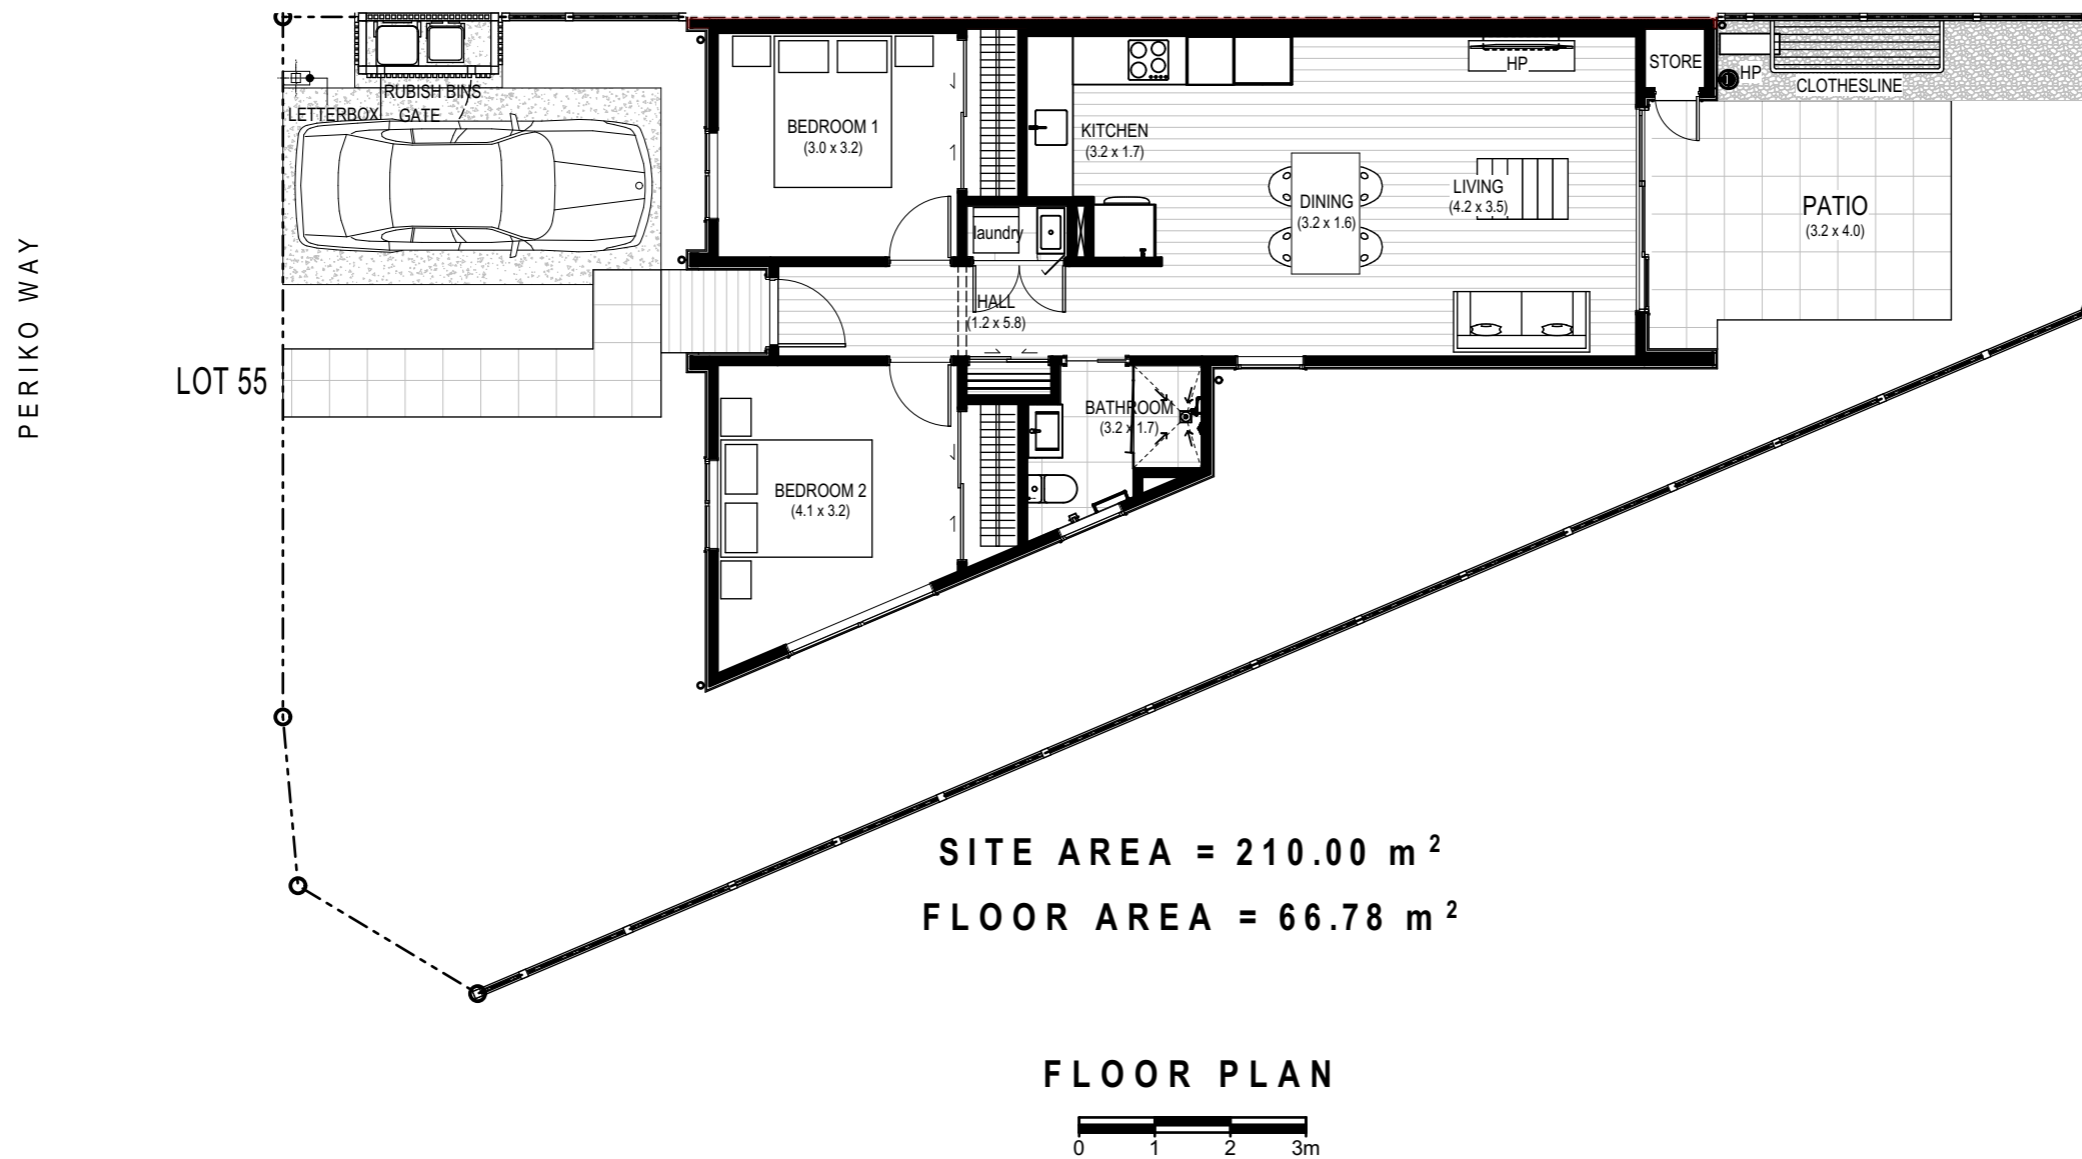 PERIKO WAY
LOT 55
LETTERBOX
RUBISH BINS
GATE
BEDROOM 1
(3.0 x 3.2)
KITCHEN
(3.2 x 1.7)
HP
STORE
HP
CLOTHESLINE
DINING
(3.2 x 1.6)
LIVING
(4.2 x 3.5)
PATIO
(3.2 x 4.0)
laundry
HALL
(1.2 x 5.8)
BATHROOM
(3.2 x 1.7)
BEDROOM 2
(4.1 x 3.2)
SITE AREA = 210.00 m²
FLOOR AREA = 66.78 m²
FLOOR PLAN
0 1 2 3m